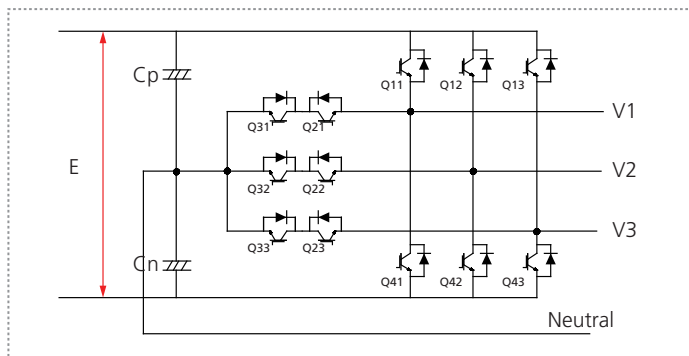 Cp
Q11
Q12
Q13
Q31
Q21
V1
E
Q32
Q22
V2
Q33
Q23
V3
Cn
Q41
Q42
Q43
Neutral